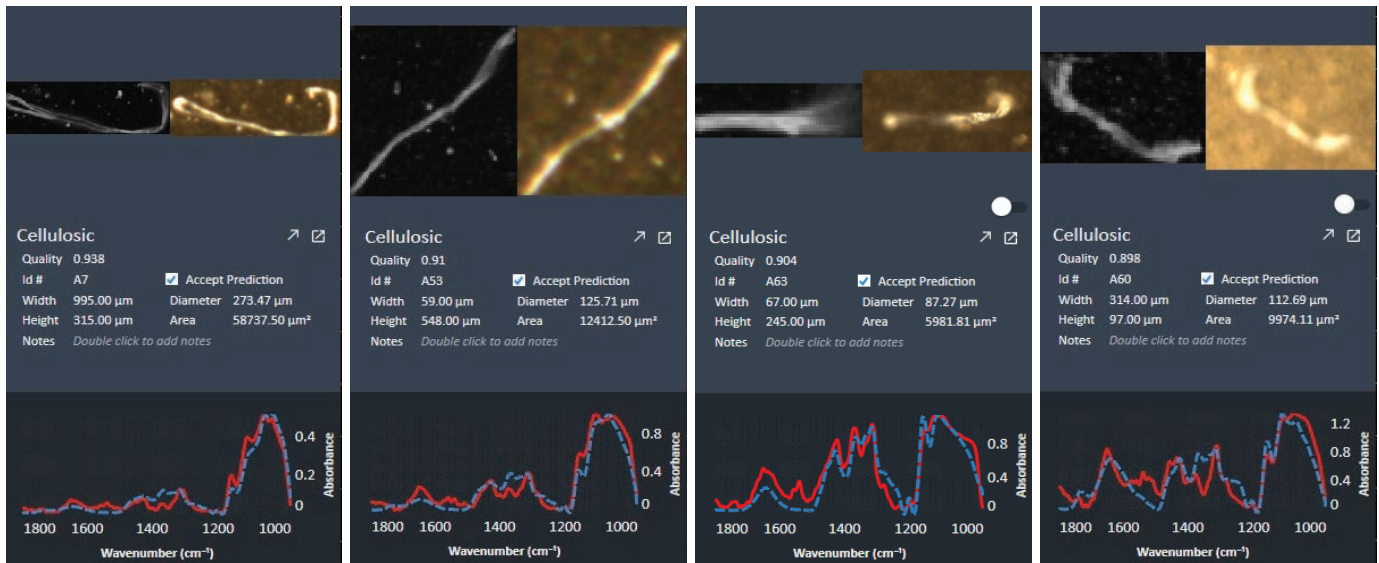 Cellulosic
Quality 0.938
Id # A7 Accept Prediction
Width 995.00 µm Diameter 273.47 µm
Height 315.00 µm Area 58737.50 µm²
Notes Double click to add notes
0.4
0.2
0
Absorbance
1800 1600 1400 1200 1000
Wavenumber (cm⁻¹)
Cellulosic
Quality 0.91
Id # A53 Accept Prediction
Width 59.00 µm Diameter 125.71 µm
Height 548.00 µm Area 12412.50 µm²
Notes Double click to add notes
0.8
0.4
0
Absorbance
1800 1600 1400 1200 1000
Wavenumber (cm⁻¹)
Cellulosic
Quality 0.904
Id # A63 Accept Prediction
Width 67.00 µm Diameter 87.27 µm
Height 245.00 µm Area 5981.81 µm²
Notes Double click to add notes
0.8
0.4
0
Absorbance
1800 1600 1400 1200 1000
Wavenumber (cm⁻¹)
Cellulosic
Quality 0.898
Id # A60 Accept Prediction
Width 314.00 µm Diameter 112.69 µm
Height 97.00 µm Area 9974.11 µm²
Notes Double click to add notes
1.2
0.8
0.4
0
Absorbance
1800 1600 1400 1200 1000
Wavenumber (cm⁻¹)